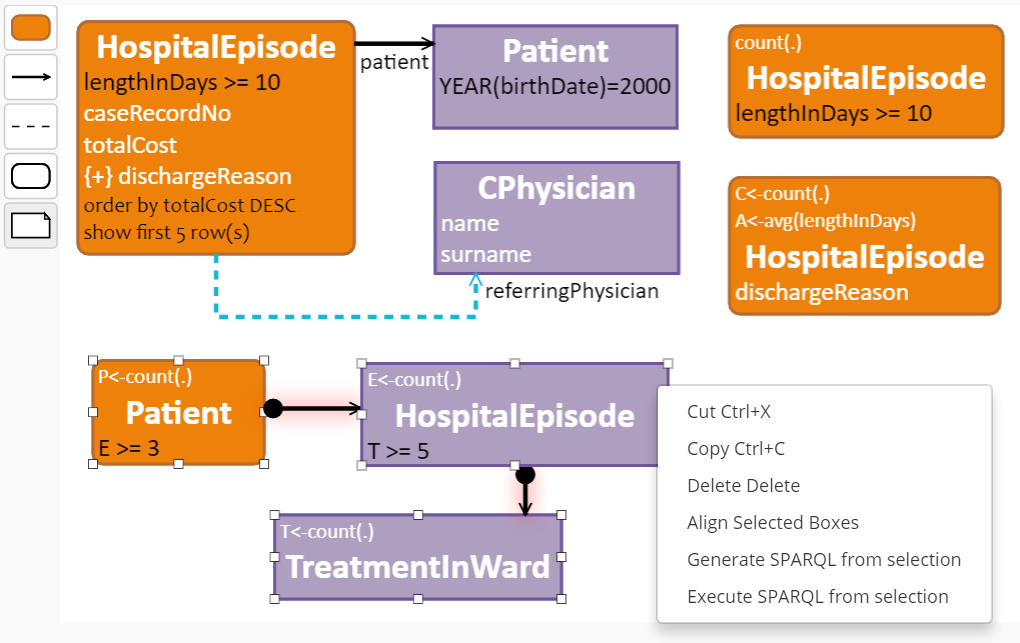 HospitalEpisode
lengthInDays >= 10
caseRecordNo
totalCost
{+} dischargeReason
order by totalCost DESC
show first 5 row(s)
patient
Patient
YEAR(birthDate)=2000
CPhysician
name
surname
referringPhysician
count(.)
HospitalEpisode
lengthInDays >= 10
C<-count(.)
A<-avg(lengthInDays)
HospitalEpisode
dischargeReason
P<-count(.)
Patient
E >= 3
E<-count(.)
HospitalEpisode
T >= 5
T<-count(.)
TreatmentInWard
Cut Ctrl+X
Copy Ctrl+C
Delete Delete
Align Selected Boxes
Generate SPARQL from selection
Execute SPARQL from selection